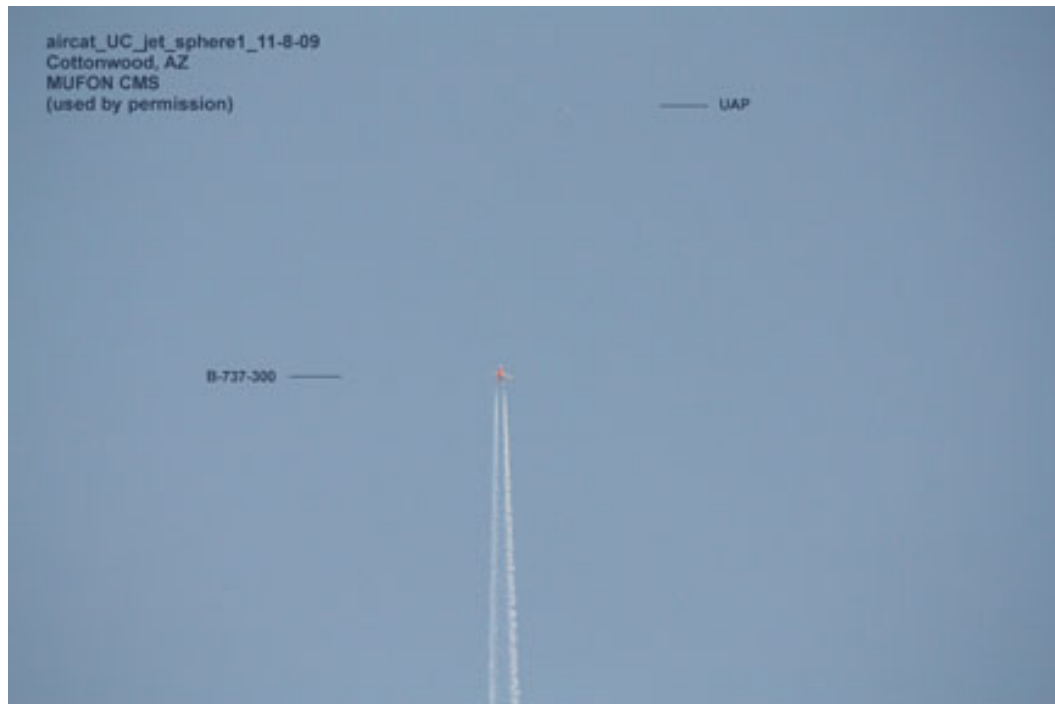 aircat_UC_jet_sphere1_11-8-09
Cottonwood, AZ
MUFON CMS
(used by permission)
UAP
B-737-300